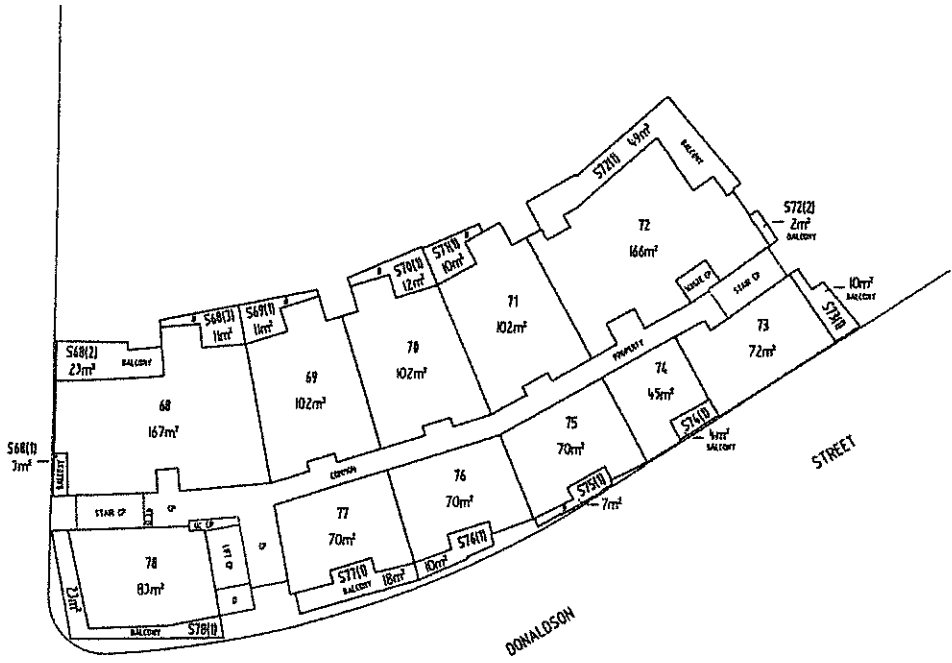 S72(1) 49m²
BALCONY
72
166m²
S72(2)
2m²
BALCONY
10m²
BALCONY
S73(1)
STAIR CP
73
72m²
S71(1)
10m²
S70(1)
12m²
B
71
102m²
70
102m²
S69(1)
11m²
B
S68(3)
11m²
B
69
102m²
S68(2)
23m²
BALCONY
68
167m²
S68(1)
3m²
BALCONY
PROPERTY
COMMON
74
45m²
S74(1)
4m²
BALCONY
75
70m²
S75(1)
7m²
76
70m²
S76(1)
10m²
77
70m²
S77(1)
BALCONY
18m²
STAIR CP
CP
CP
LIFT CP
78
83m²
23m²
BALCONY
S78(1)
STREET
DONALDSON